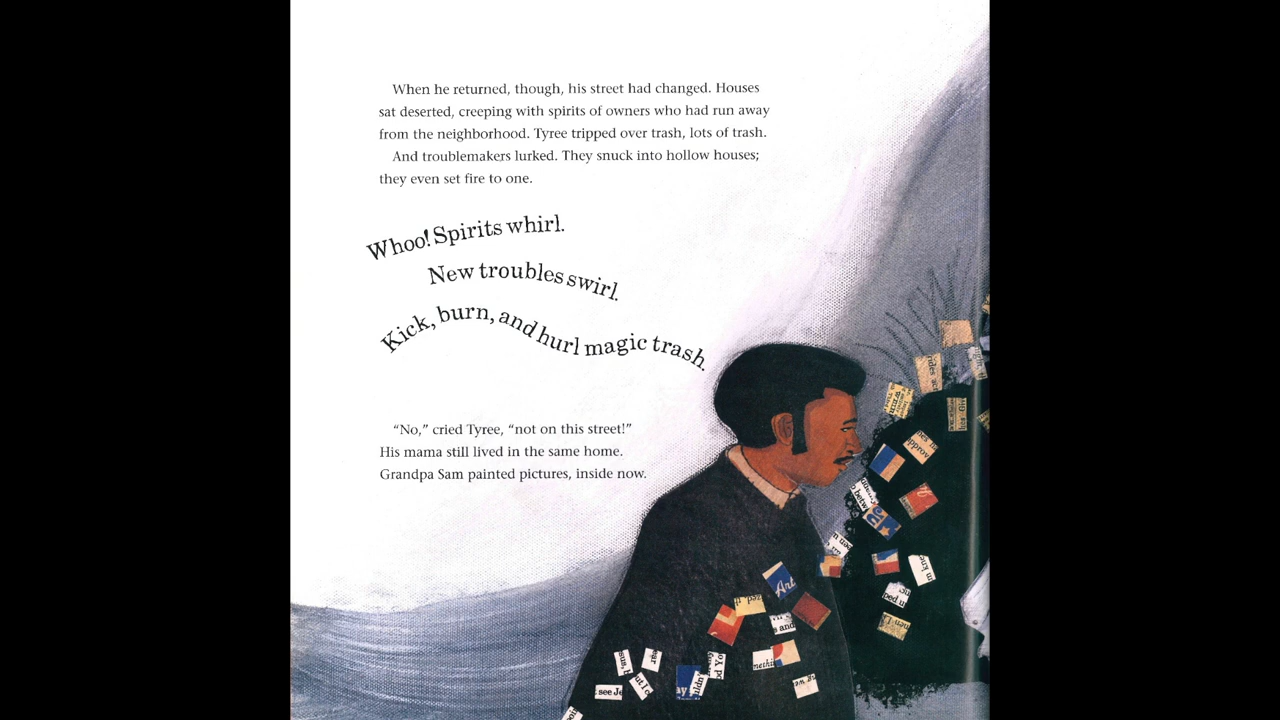 When he returned, though, his street had changed. Houses
sat deserted, creeping with spirits of owners who had run away
from the neighborhood. Tyree tripped over trash, lots of trash.
And troublemakers lurked. They snuck into hollow houses;
they even set fire to one.
Whoo! Spirits whirl.
New troubles swirl.
Kick, burn, and hurl magic trash.
“No,” cried Tyree, “not on this street!”
His mama still lived in the same home.
Grandpa Sam painted pictures, inside now.
Art
see Je